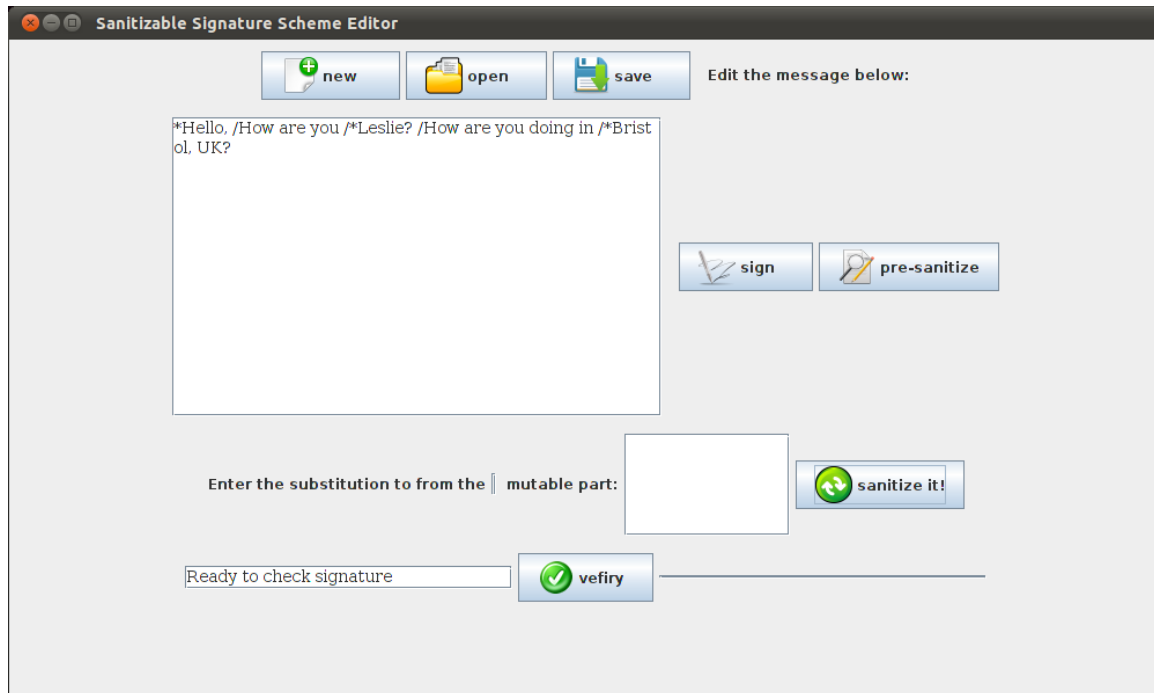 Sanitizable Signature Scheme Editor
new open save Edit the message below:
*Hello, /How are you /*Leslie? /How are you doing in /*Brist
ol, UK?
sign pre-sanitize
Enter the substitution to from the mutable part: sanitize it!
Ready to check signature vefiry